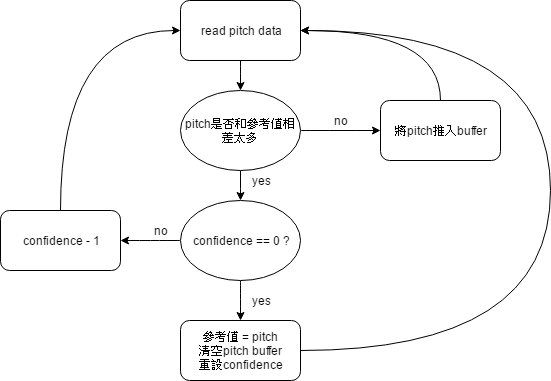 read pitch data
pitch是否和參考值相
差太多
no
將pitch推入buffer
yes
confidence == 0 ?
no
confidence - 1
yes
參考值 = pitch
清空pitch buffer
重設confidence